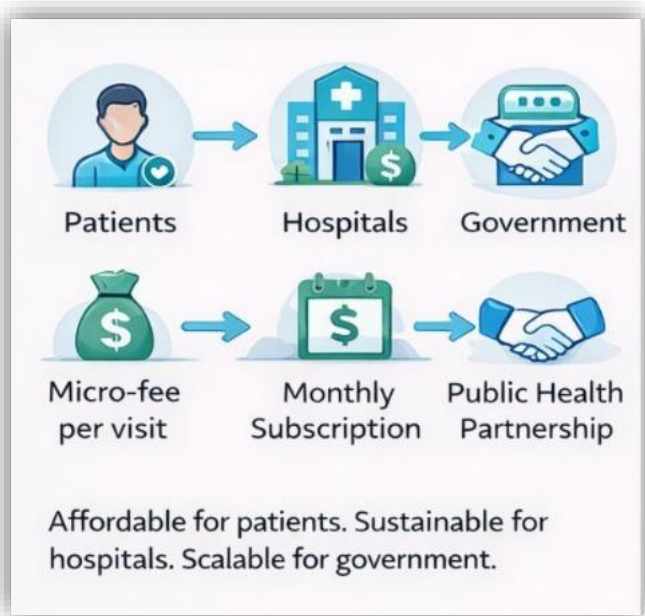 Patients
Hospitals
Government
$
$
$
Micro-fee
per visit
Monthly
Subscription
Public Health
Partnership
Affordable for patients. Sustainable for
hospitals. Scalable for government.